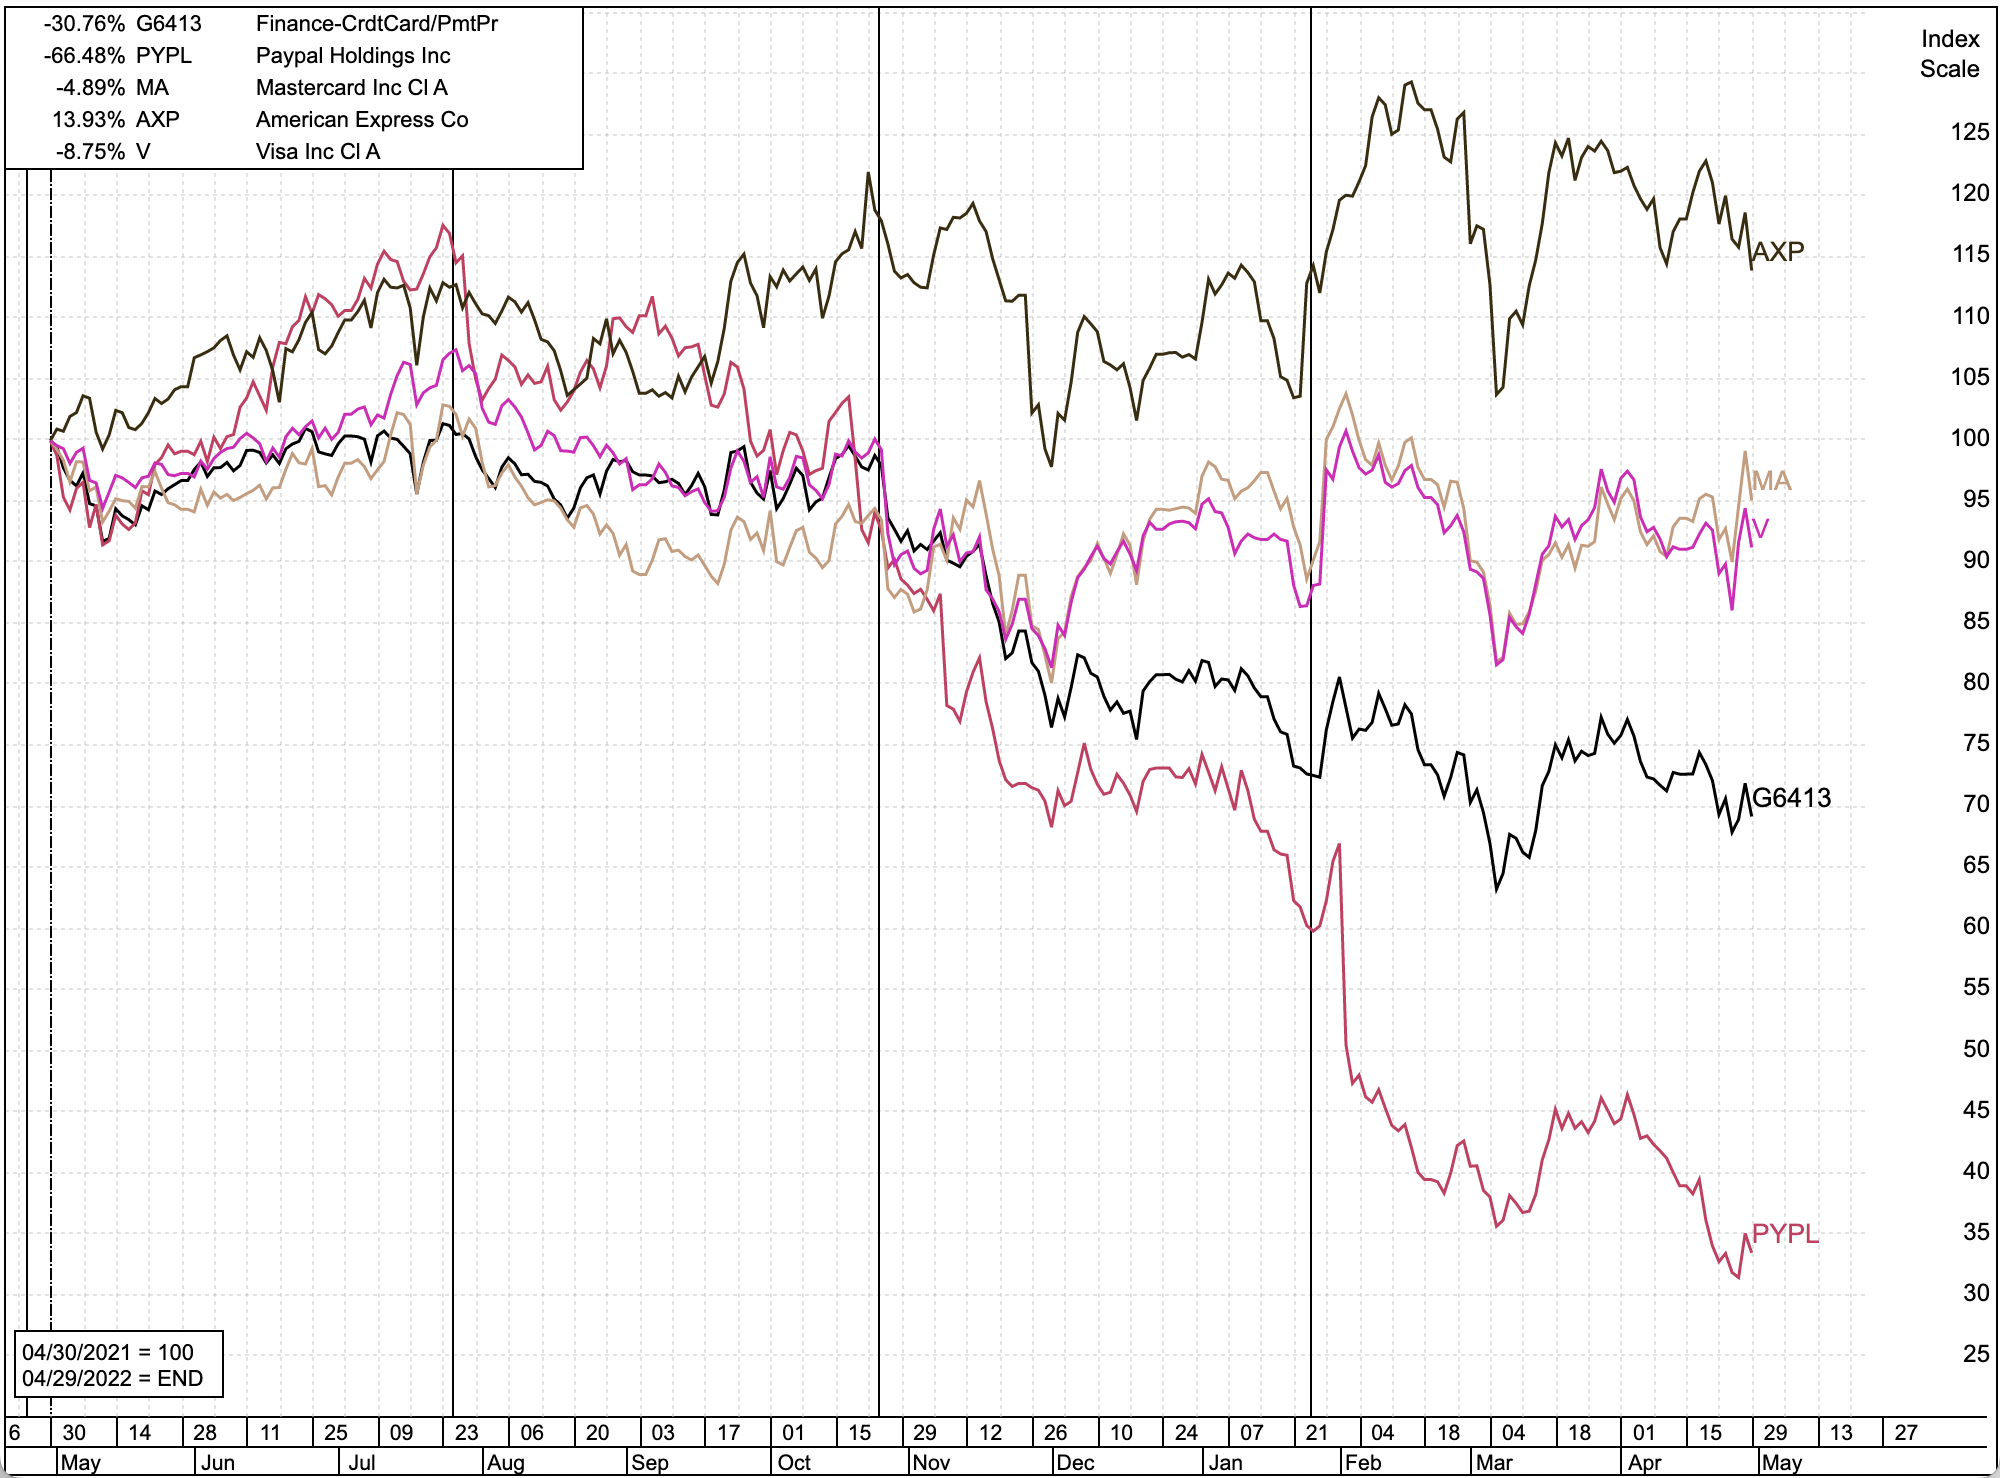 -30.76% G6413 Finance-CrdtCard/PmtPr
-66.48% PYPL Paypal Holdings Inc
-4.89% MA Mastercard Inc Cl A
13.93% AXP American Express Co
-8.75% V Visa Inc Cl A
Index
Scale
125
120
AXP
115
110
105
100
MA
95
V
90
85
80
75
G6413
70
65
60
55
50
45
40
PYPL
35
30
04/30/2021 = 100
04/29/2022 = END
25
6 30 14 28 11 25 09 23 06 20 03 17 01 15 29 12 26 10 24 07 21 04 18 04 18 01 15 29 13 27
May Jun Jul Aug Sep Oct Nov Dec Jan Feb Mar Apr May